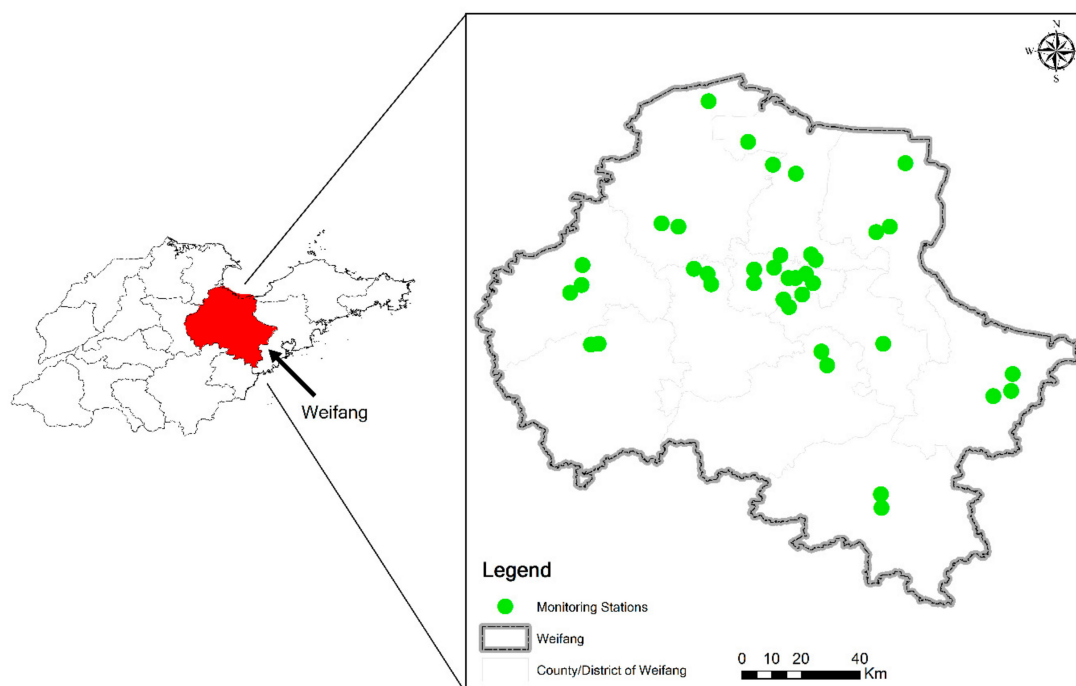 N
W
E
S
Weifang
Legend
Monitoring Stations
Weifang
County/District of Weifang
0 10 20 40
Km